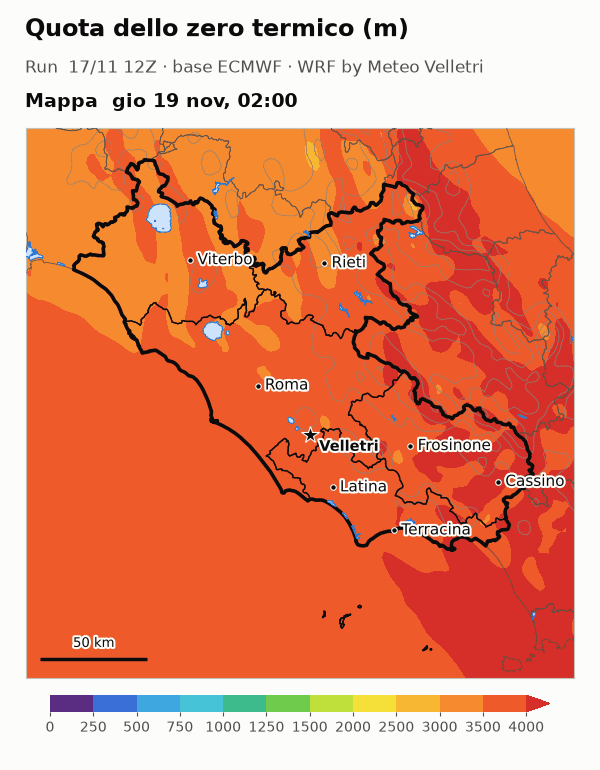 Quota dello zero termico (m)
Run 17/11 12Z · base ECMWF · WRF by Meteo Velletri
Mappa gio 19 nov, 02:00
Viterbo
Rieti
Roma
Velletri
Frosinone
Latina
Cassino
Terracina
50 km
0 250 500 750 1000 1250 1500 2000 2500 3000 3500 4000